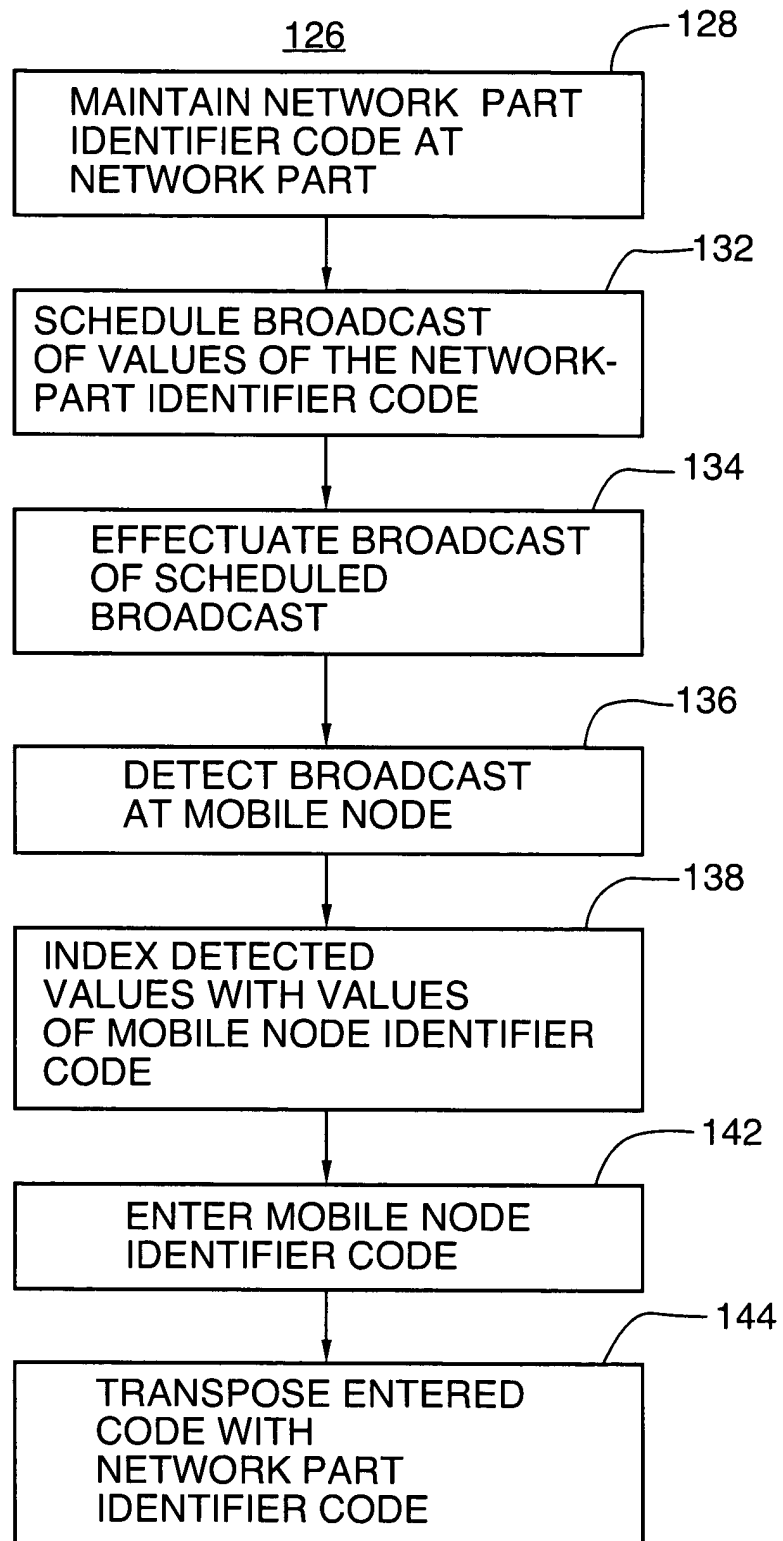 126
128
MAINTAIN NETWORK PART
IDENTIFIER CODE AT
NETWORK PART
132
SCHEDULE BROADCAST
OF VALUES OF THE NETWORK-
PART IDENTIFIER CODE
134
EFFECTUATE BROADCAST
OF SCHEDULED
BROADCAST
136
DETECT BROADCAST
AT MOBILE NODE
138
INDEX DETECTED
VALUES WITH VALUES
OF MOBILE NODE IDENTIFIER
CODE
142
ENTER MOBILE NODE
IDENTIFIER CODE
144
TRANSPOSE ENTERED
CODE WITH
NETWORK PART
IDENTIFIER CODE